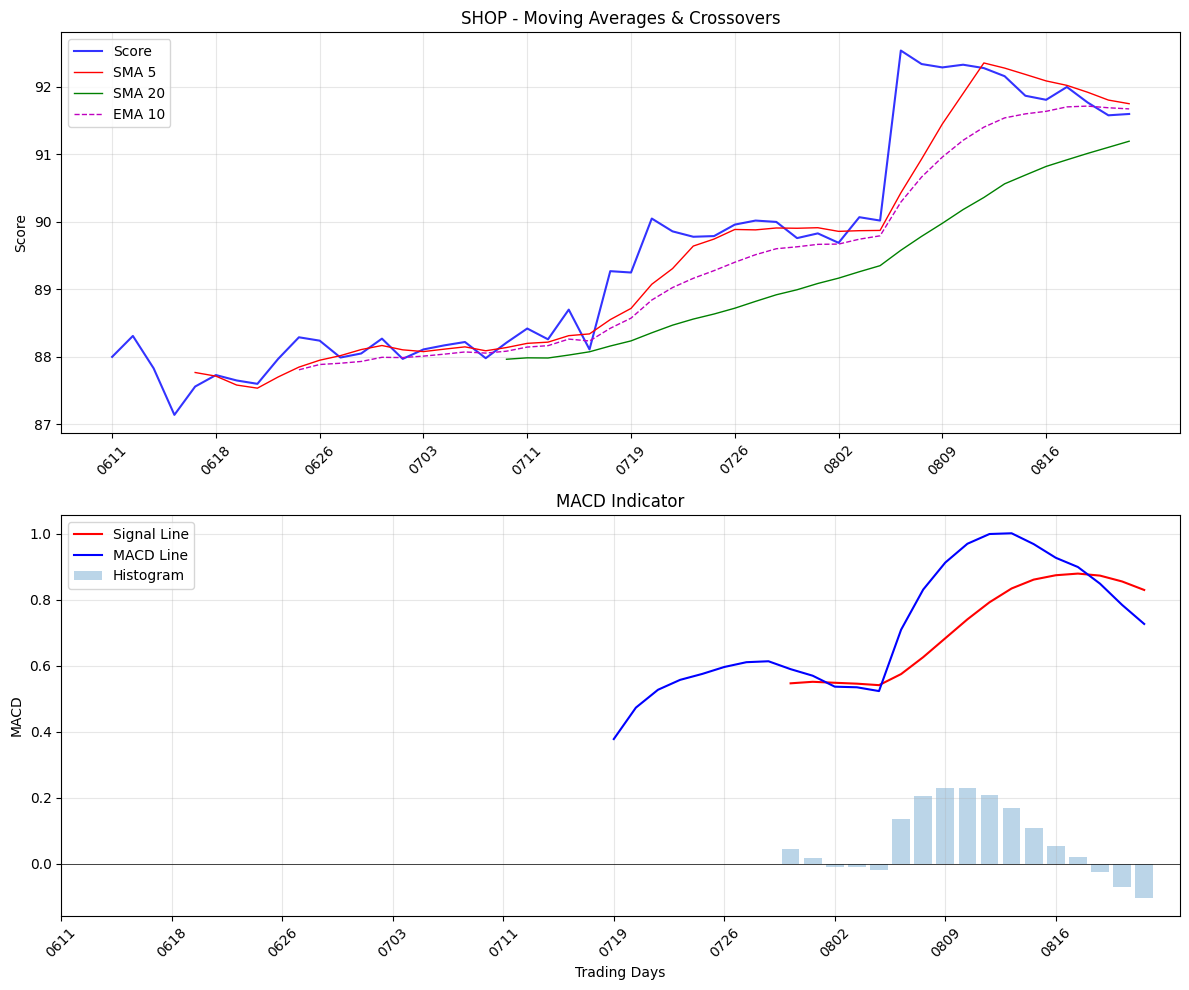 SHOP - Moving Averages & Crossovers
Score
SMA 5
SMA 20
EMA 10
Score
92
91
90
89
88
87
0611
0618
0626
0703
0711
0719
0726
0802
0809
0816
MACD Indicator
Signal Line
MACD Line
Histogram
MACD
1.0
0.8
0.6
0.4
0.2
0.0
0611
0618
0626
0703
0711
0719
0726
0802
0809
0816
Trading Days